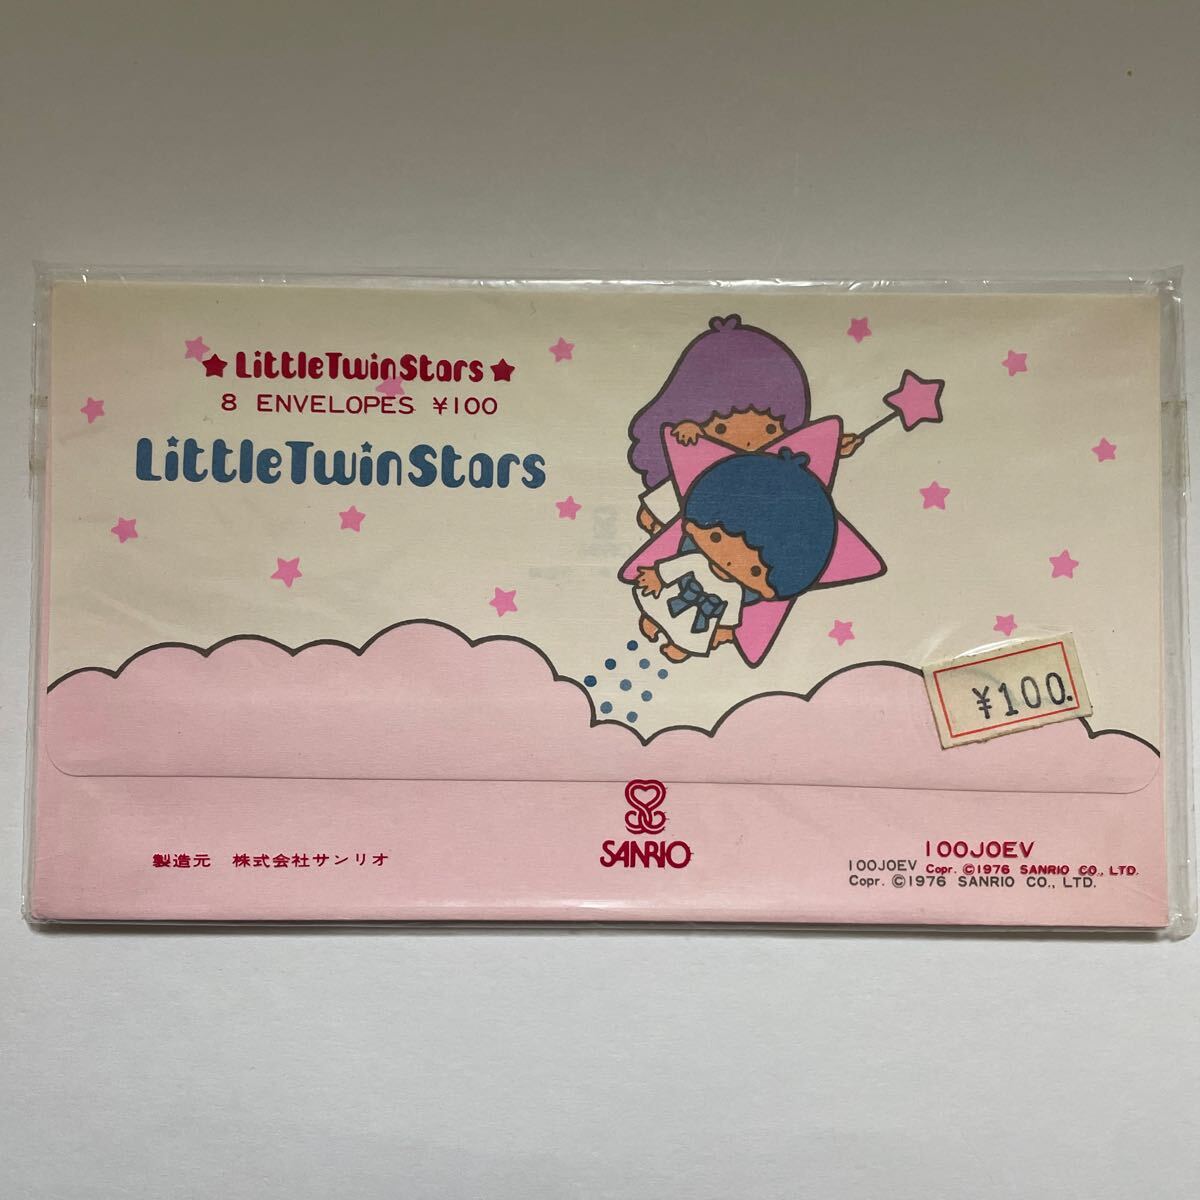 ★ LittleTwinStars ★
8 ENVELOPES ¥100
LittleTwinStars
¥100.
SANRIO
製造元 株式会社サンリオ
100JOEV
Copr. ©1976 SANRIO CO., LTD.
100JOEV
Copr. ©1976 SANRIO CO., LTD.